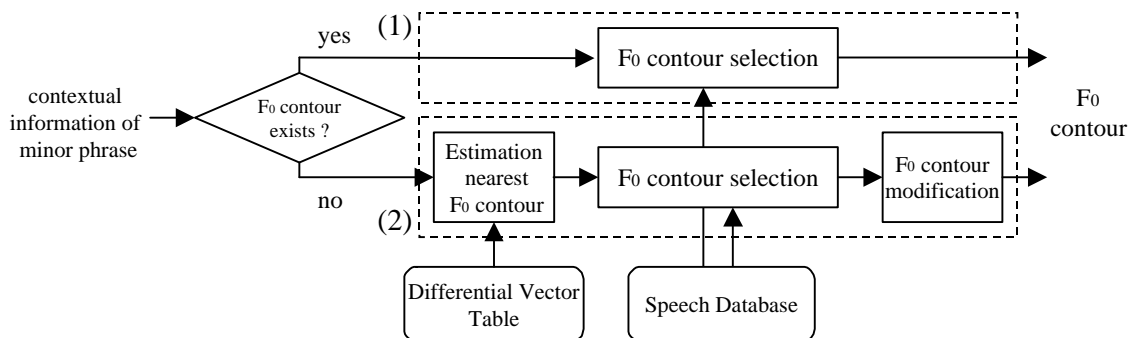 yes
(1)
F0 contour selection
contextual
information of
minor phrase
F0 contour
exists ?
F0
contour
Estimation
nearest
F0 contour
F0 contour selection
F0 contour
modification
no
(2)
Differential Vector
Table
Speech Database